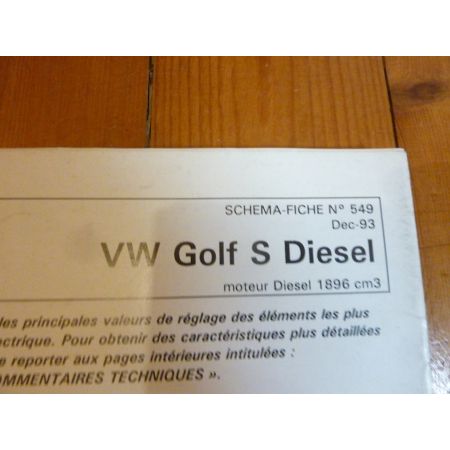 SCHEMA-FICHE N° 549
Dec-93
VW Golf S Diesel
moteur Diesel 1896 cm3
les principales valeurs de réglage des éléments les plus
ectrique. Pour obtenir des caractéristiques plus détaillées
e reporter aux pages intérieures intitulées :
OMMENTAIRES TECHNIQUES ».